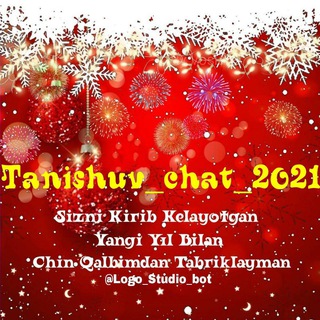 Tanishuv_chat_2021
Sizni Kirib Kelayotgan
Yangi Yil Bilan
Chin Qalbimdan Tabriklayman
@Logo_Studio_bot